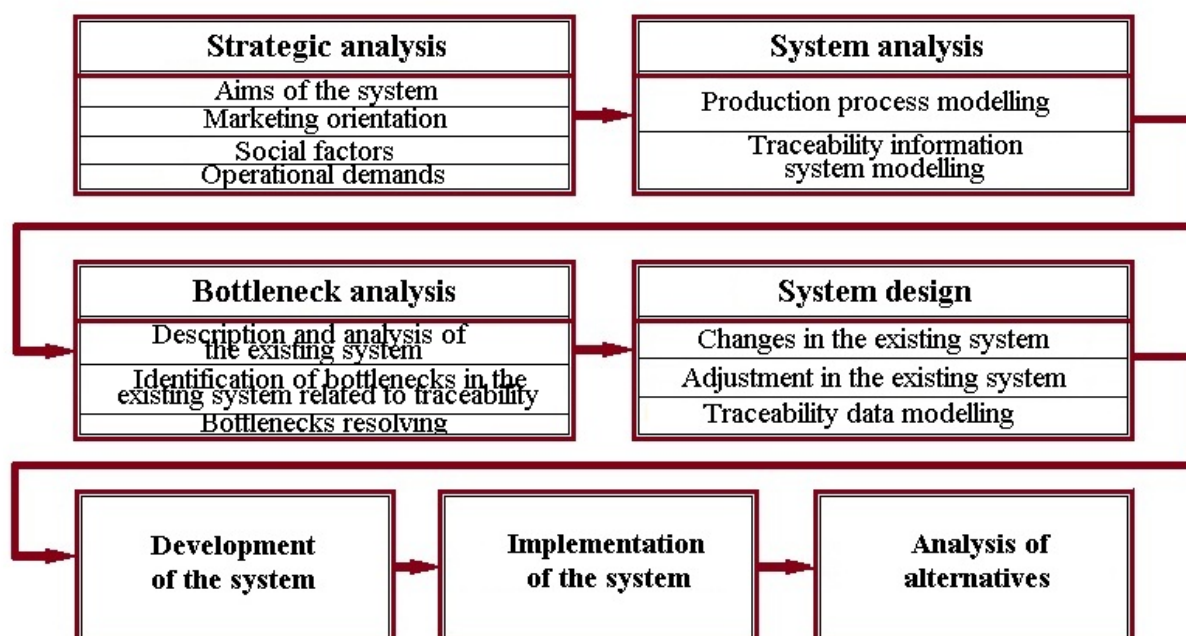 Strategic analysis
Aims of the system
Marketing orientation
Social factors
Operational demands
System analysis
Production process modelling
Traceability information
system modelling
Bottleneck analysis
Description and analysis of
the existing system
Identification of bottlenecks in the
existing system related to traceability
Bottlenecks resolving
System design
Changes in the existing system
Adjustment in the existing system
Traceability data modelling
Development
of the system
Implementation
of the system
Analysis of
alternatives